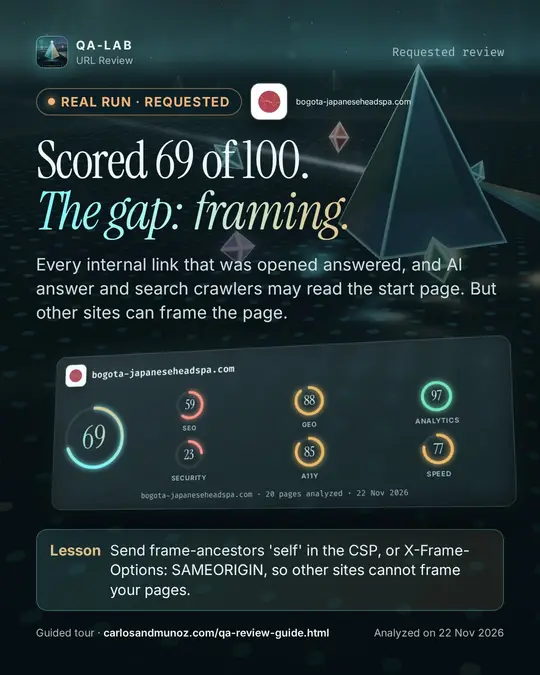 QA-LAB
URL Review
Requested review
REAL RUN · REQUESTED
bogota-japaneseheadspa.com
Scored 69 of 100.
The gap: framing.
Every internal link that was opened answered, and AI
answer and search crawlers may read the start page. But
other sites can frame the page.
bogota-japaneseheadspa.com
69
59
SEO
88
GEO
97
ANALYTICS
23
SECURITY
85
A11Y
77
SPEED
bogota-japaneseheadspa.com · 20 pages analyzed · 22 Nov 2026
Lesson
Send frame-ancestors 'self' in the CSP, or X-Frame-
Options: SAMEORIGIN, so other sites cannot frame
your pages.
Guided tour · carlosandmunoz.com/qa-review-guide.html
Analyzed on 22 Nov 2026